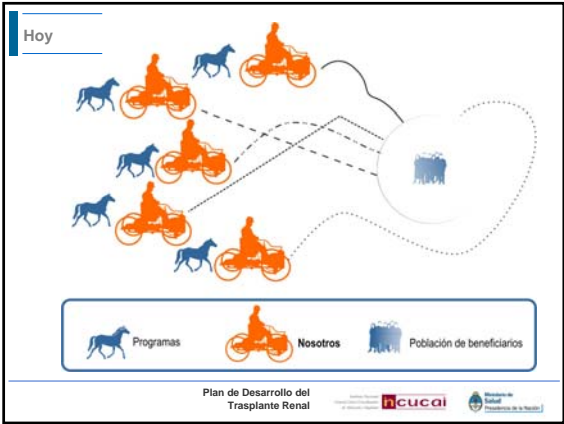 Hoy
Programas
Nosotros
Población de beneficiarios
Plan de Desarrollo del
Trasplante Renal
incucai
Ministerio de
Salud
Presidencia de la Nación